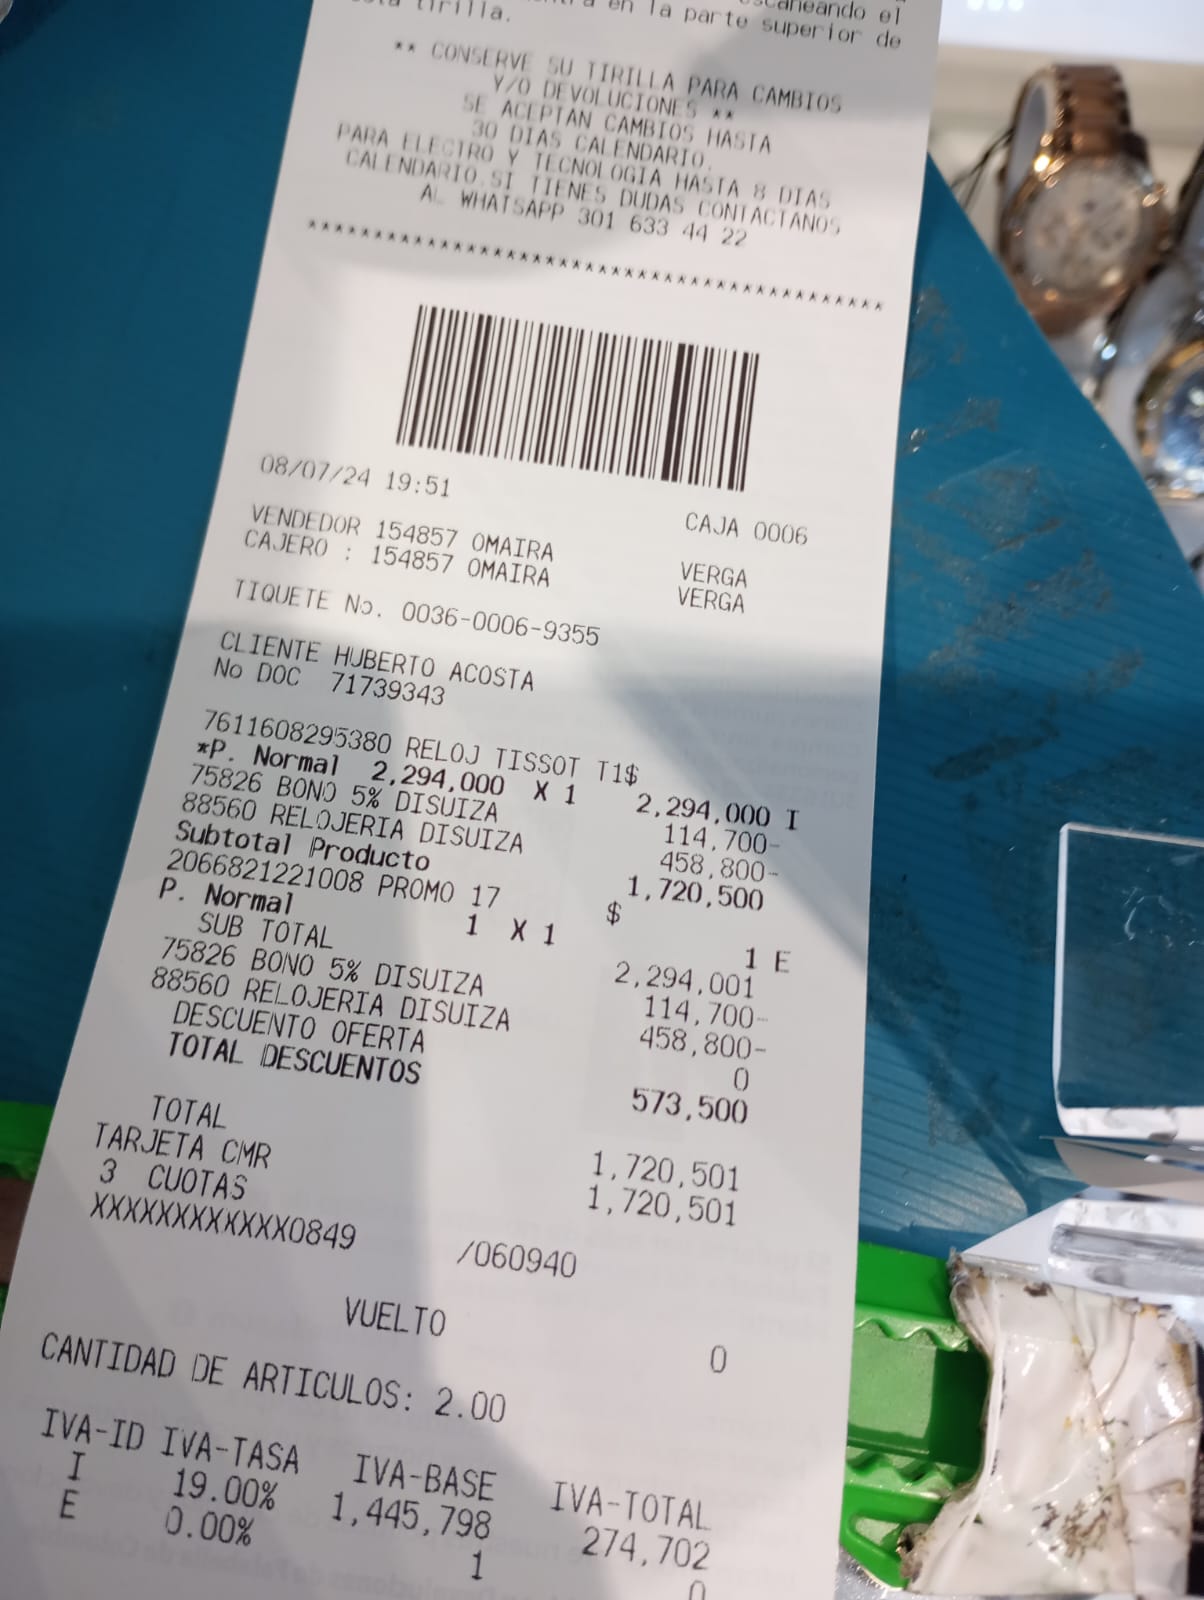 escaneando el
en la parte superior de
tirilla.
** CONSERVE SU TIRILLA PARA CAMBIOS
Y/O DEVOLUCIONES **
SE ACEPTAN CAMBIOS HASTA
30 DIAS CALENDARIO.
PARA ELECTRO Y TECNOLOGIA HASTA 8 DIAS
CALENDARIO.SI TIENES DUDAS CONTACTANOS
AL WHATSAPP 301 633 44 22
********************************************
08/07/24 19:51 CAJA 0006
VENDEDOR 154857 OMAIRA VERGA
CAJERO : 154857 OMAIRA VERGA
TIQUETE No. 0036-0006-9355
CLIENTE HUBERTO ACOSTA
No DOC 71739343
7611608295380 RELOJ TISSOT T1$
*P. Normal 2,294,000 X 1 2,294,000 I
75826 BONO 5% DISUIZA 114,700-
88560 RELOJERIA DISUIZA 458,800-
Subtotal Producto 1,720,500
2066821221008 PROMO 17 $
P. Normal 1 X 1 1 E
SUB TOTAL 2,294,001
75826 BONO 5% DISUIZA 114,700-
88560 RELOJERIA DISUIZA 458,800-
DESCUENTO OFERTA 0
TOTAL DESCUENTOS 573,500
TOTAL 1,720,501
TARJETA CMR 1,720,501
3 CUOTAS
XXXXXXXXXXXX0849 /060940
VUELTO 0
CANTIDAD DE ARTICULOS: 2.00
IVA-ID IVA-TASA IVA-BASE IVA-TOTAL
I 19.00% 1,445,798 274,702
E 0.00% 1 0